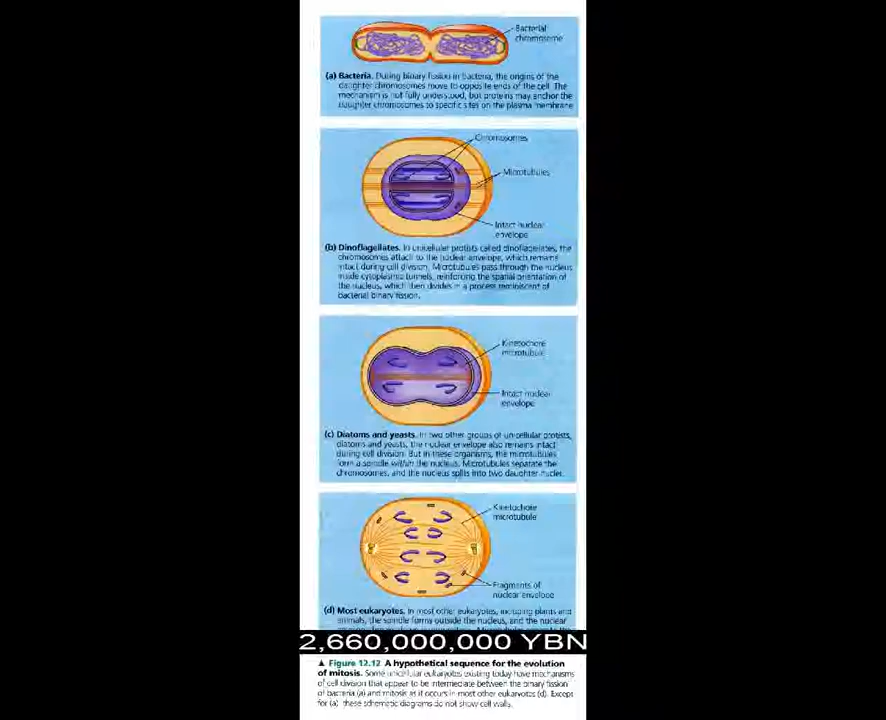 Bacterial
chromosome
(a) Bacteria. During binary fission in bacteria, the origins of the
daughter chromosomes move to opposite ends of the cell. The
mechanism is not fully understood, but proteins may anchor the
daughter chromosomes to specific sites on the plasma membrane
Chromosomes
Microtubules
Intact nuclear
envelope
(b) Dinoflagellates. In unicellular protists called dinoflagellates, the
chromosomes attach to the nuclear envelope, which remains
intact during cell division. Microtubules pass through the nucleus
inside cytoplasmic tunnels, reinforcing the spatial orientation of
the nucleus, which then divides in a process reminiscent of
bacterial binary fission.
Kinetochore
microtubule
Intact nuclear
envelope
(c) Diatoms and yeasts. In two other groups of unicellular protists,
diatoms and yeasts, the nuclear envelope also remains intact
during cell division. But in these organisms, the microtubules
form a spindle within the nucleus. Microtubules separate the
chromosomes, and the nucleus splits into two daughter nuclei.
Kinetochore
microtubule
Fragments of
nuclear envelope
(d) Most eukaryotes. In most other eukaryotes, including plants and
animals, the spindle forms outside the nucleus, and the nuclear
2,660,000,000 YBN
▲ Figure 12.12 A hypothetical sequence for the evolution
of mitosis. Some unicellular eukaryotes existing today have mechanisms
of cell division that appear to be intermediate between the binary fission
of bacteria (a) and mitosis as it occurs in most other eukaryotes (d). Except
for (a), these schematic diagrams do not show cell walls.